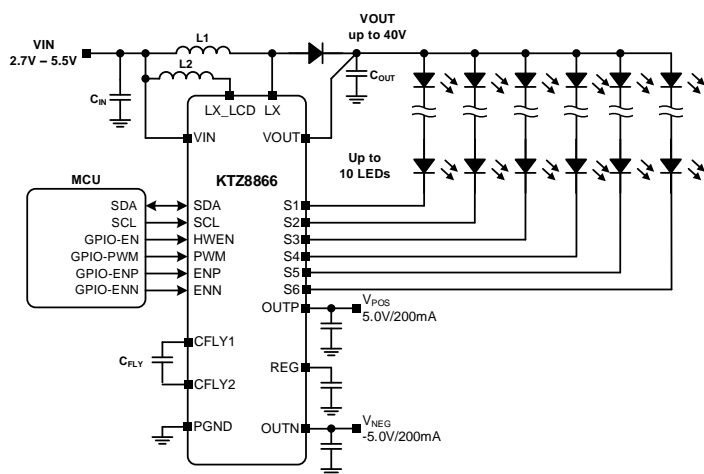 L1
VOUT
up to 40V
VIN
2.7V – 5.5V
L2
COUT
CIN
LX_LCD LX
VIN
VOUT
Up to
10 LEDs
KTZ8866
MCU
SDA
SDA
S1
SCL
SCL
S2
GPIO-EN
HWEN
S3
GPIO-PWM
PWM
S4
GPIO-ENP
ENP
S5
GPIO-ENN
ENN
S6
OUTP
VPOS
5.0V/200mA
CFLY1
CFLY
REG
CFLY2
PGND
OUTN
VNEG
-5.0V/200mA